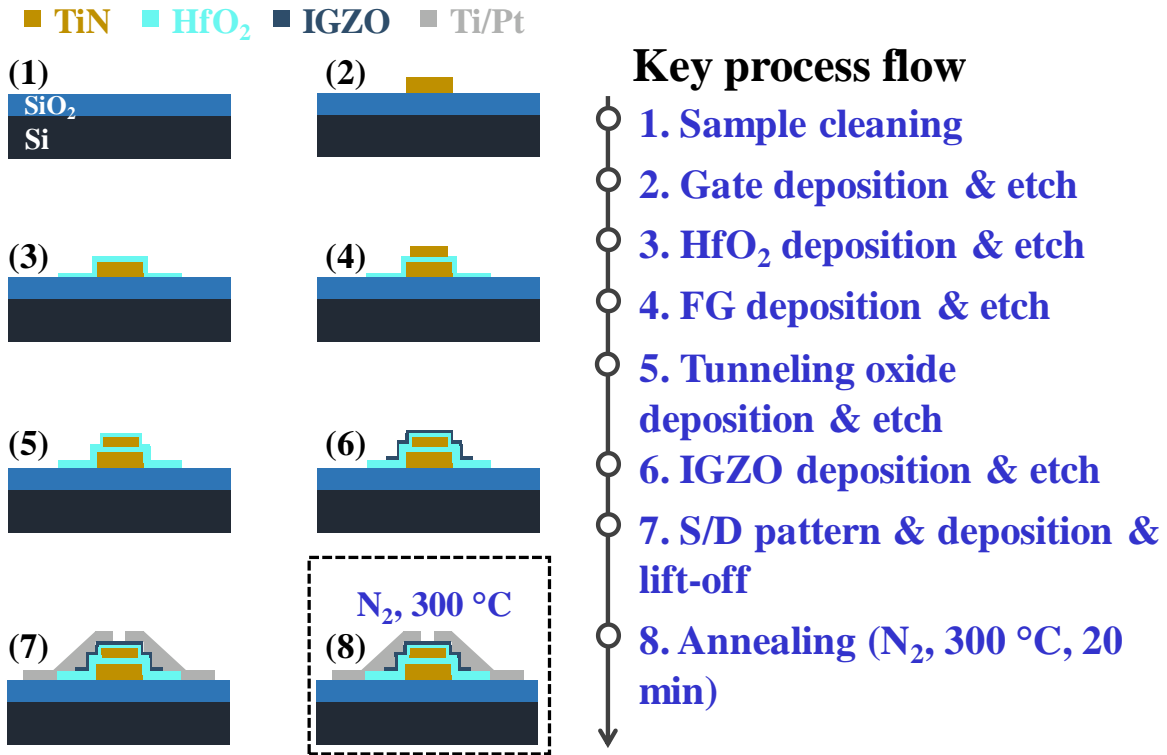 TiN HfO₂ IGZO Ti/Pt
(1)
SiO₂
Si
(2)
(3)
(4)
(5)
(6)
(7)
N₂, 300 °C
(8)
Key process flow
1. Sample cleaning
2. Gate deposition & etch
3. HfO₂ deposition & etch
4. FG deposition & etch
5. Tunneling oxide
deposition & etch
6. IGZO deposition & etch
7. S/D pattern & deposition &
lift-off
8. Annealing (N₂, 300 °C, 20
min)